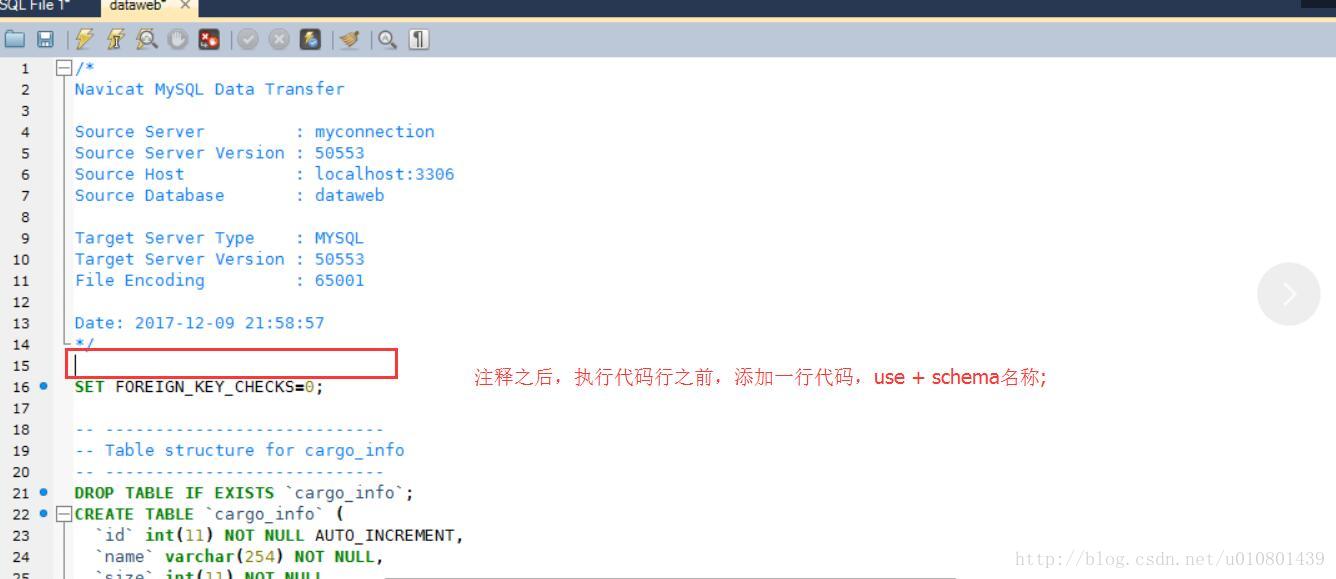 SQL File 1*
dataweb*
1 /*
2 Navicat MySQL Data Transfer
3
4 Source Server         : myconnection
5 Source Server Version : 50553
6 Source Host           : localhost:3306
7 Source Database       : dataweb
8
9 Target Server Type    : MYSQL
10 Target Server Version : 50553
11 File Encoding         : 65001
12
13 Date: 2017-12-09 21:58:57
14 */
15
16 SET FOREIGN_KEY_CHECKS=0;
注释之后，执行代码行之前，添加一行代码，use + schema名称;
17
18 -- ----------------------------
19 -- Table structure for cargo_info
20 -- ----------------------------
21 DROP TABLE IF EXISTS `cargo_info`;
22 CREATE TABLE `cargo_info` (
23 `id` int(11) NOT NULL AUTO_INCREMENT,
24 `name` varchar(254) NOT NULL,
25 `size` int(11) NOT NULL
http://blog.csdn.net/u010801439